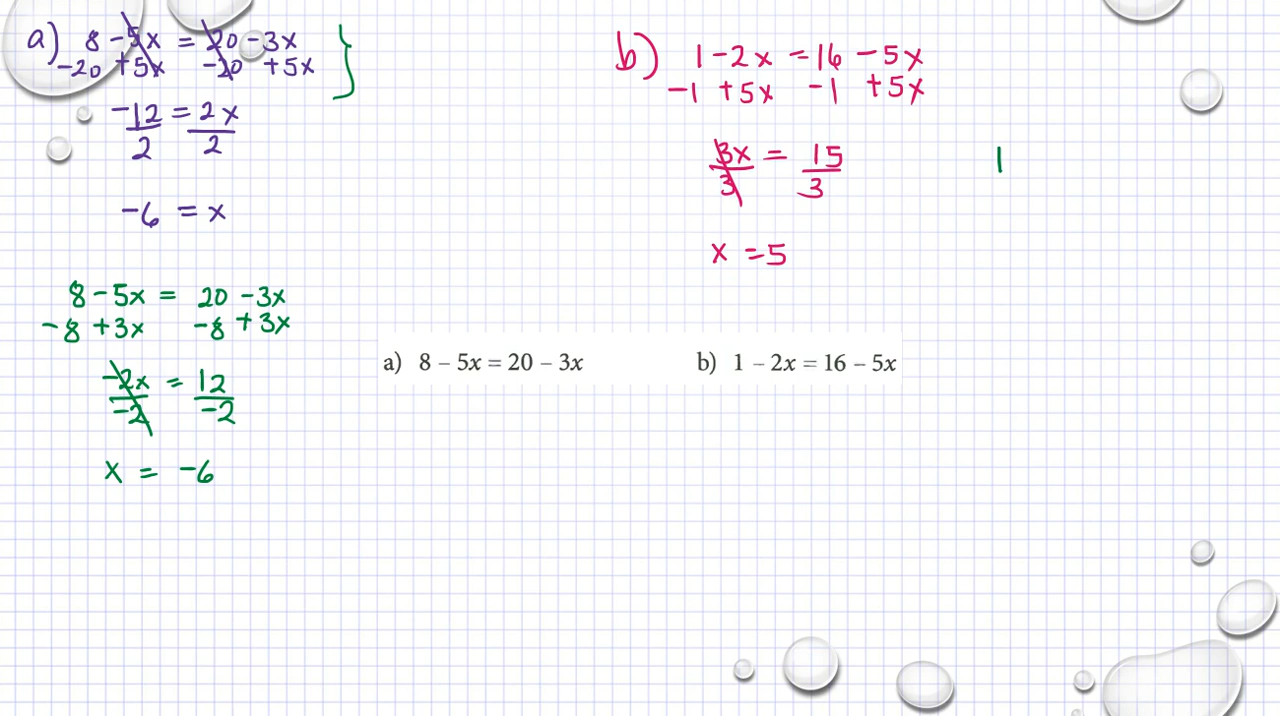 a) 8 - 5x = 20 - 3x
-20 +5x -20 +5x
-12 = 2x
2 2
-6 = x
8 - 5x = 20 - 3x
-8 +3x -8 +3x
-2x = 12
-2 -2
x = -6
b) 1 - 2x = 16 - 5x
-1 +5x -1 +5x
3x = 15
3 3
x = 5
1
a) 8 – 5x = 20 – 3x
b) 1 – 2x = 16 – 5x